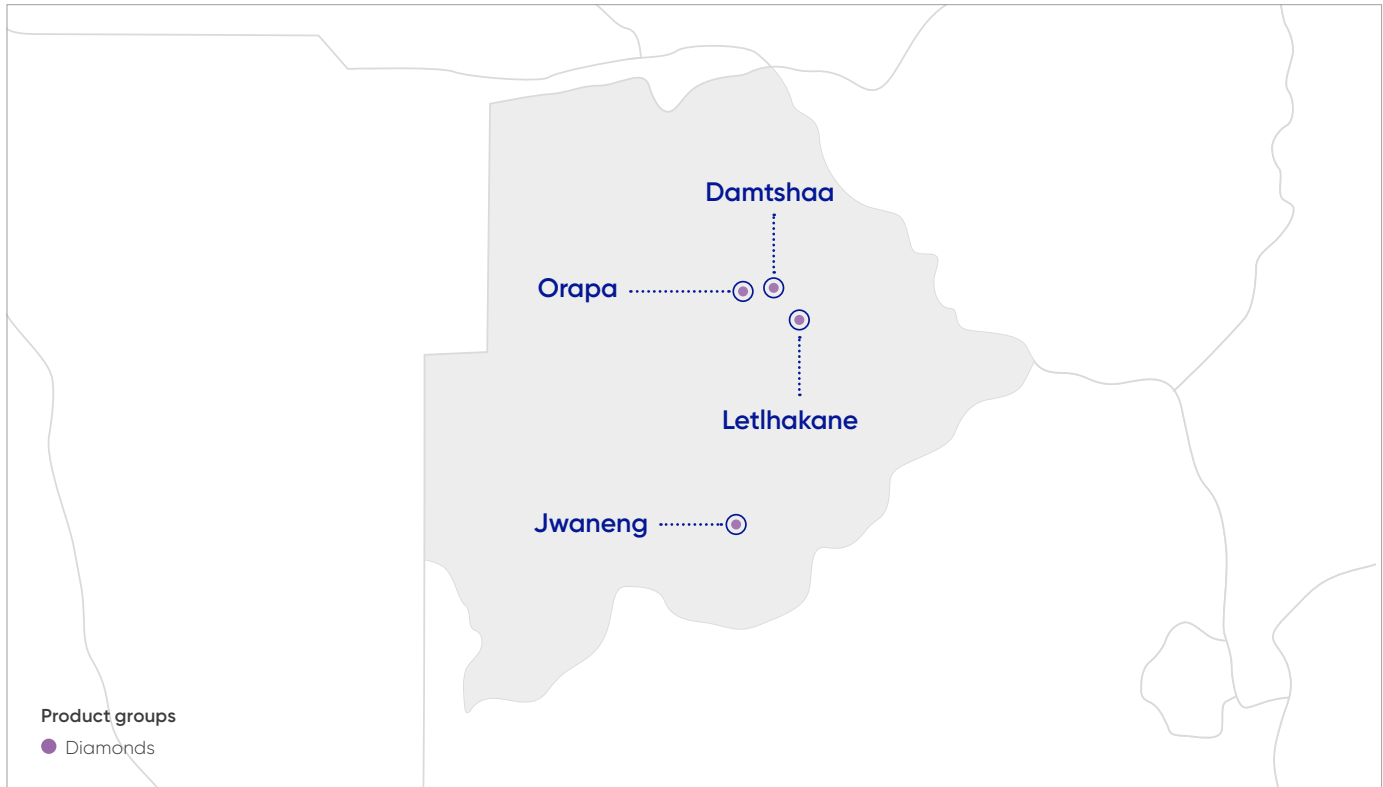 Damtshaa
Orapa
Letlhakane
Jwaneng
Product groups
Diamonds